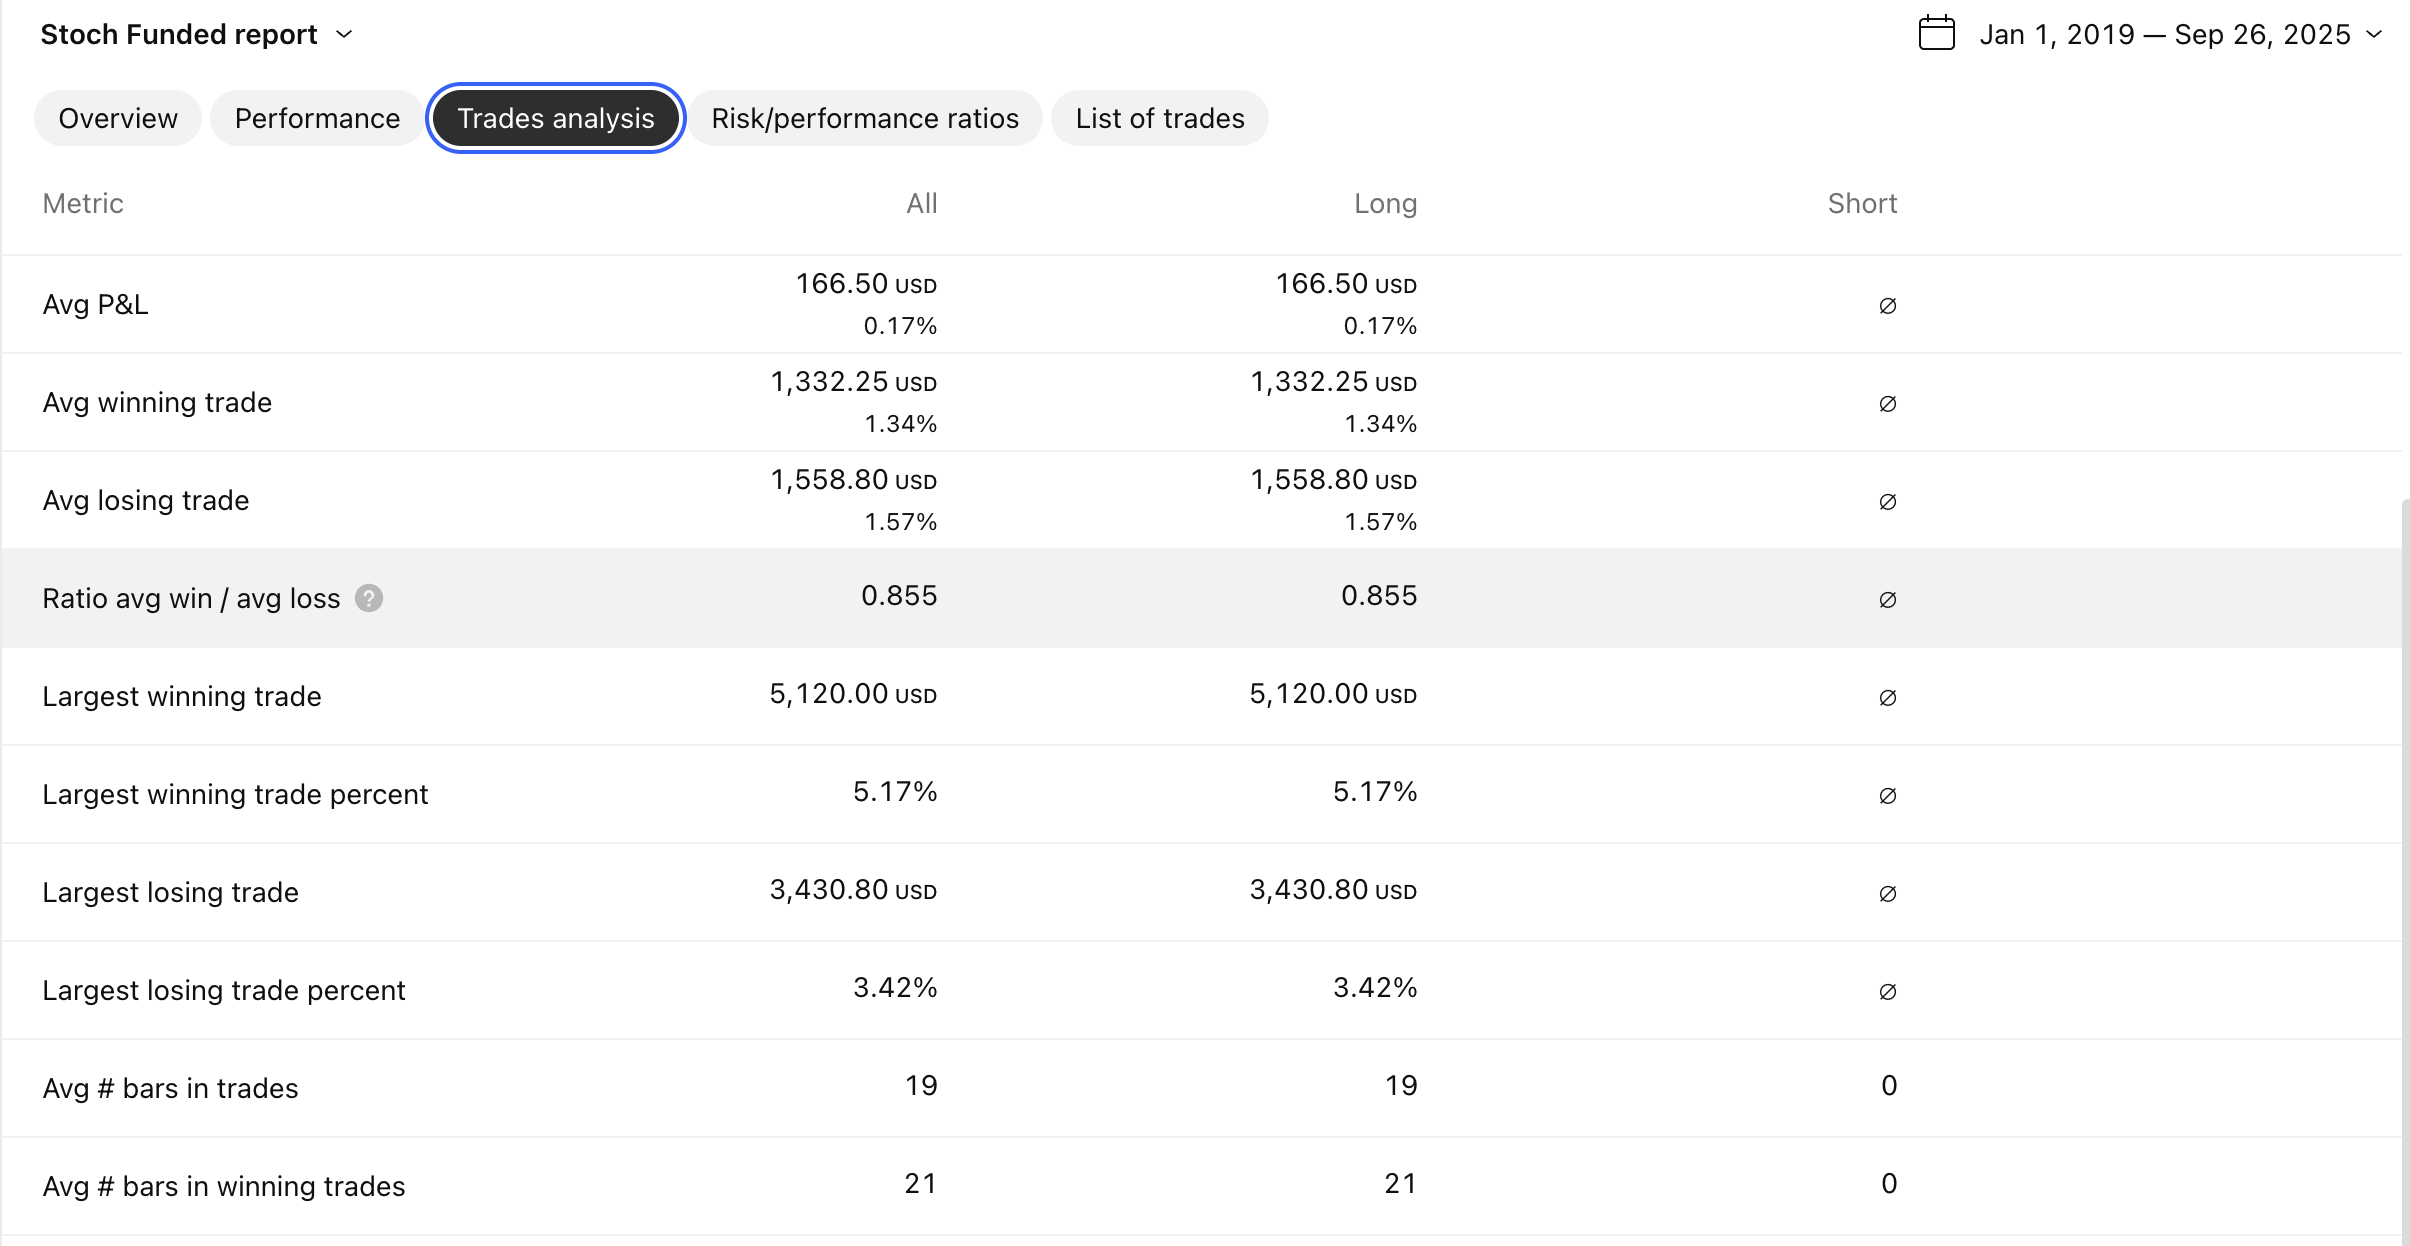 Stoch Funded report
Jan 1, 2019 — Sep 26, 2025
Overview Performance Trades analysis Risk/performance ratios List of trades
Metric All Long Short
Avg P&L 166.50 USD 166.50 USD ∅
0.17% 0.17%
Avg winning trade 1,332.25 USD 1,332.25 USD ∅
1.34% 1.34%
Avg losing trade 1,558.80 USD 1,558.80 USD ∅
1.57% 1.57%
Ratio avg win / avg loss ? 0.855 0.855 ∅
Largest winning trade 5,120.00 USD 5,120.00 USD ∅
Largest winning trade percent 5.17% 5.17% ∅
Largest losing trade 3,430.80 USD 3,430.80 USD ∅
Largest losing trade percent 3.42% 3.42% ∅
Avg # bars in trades 19 19 0
Avg # bars in winning trades 21 21 0